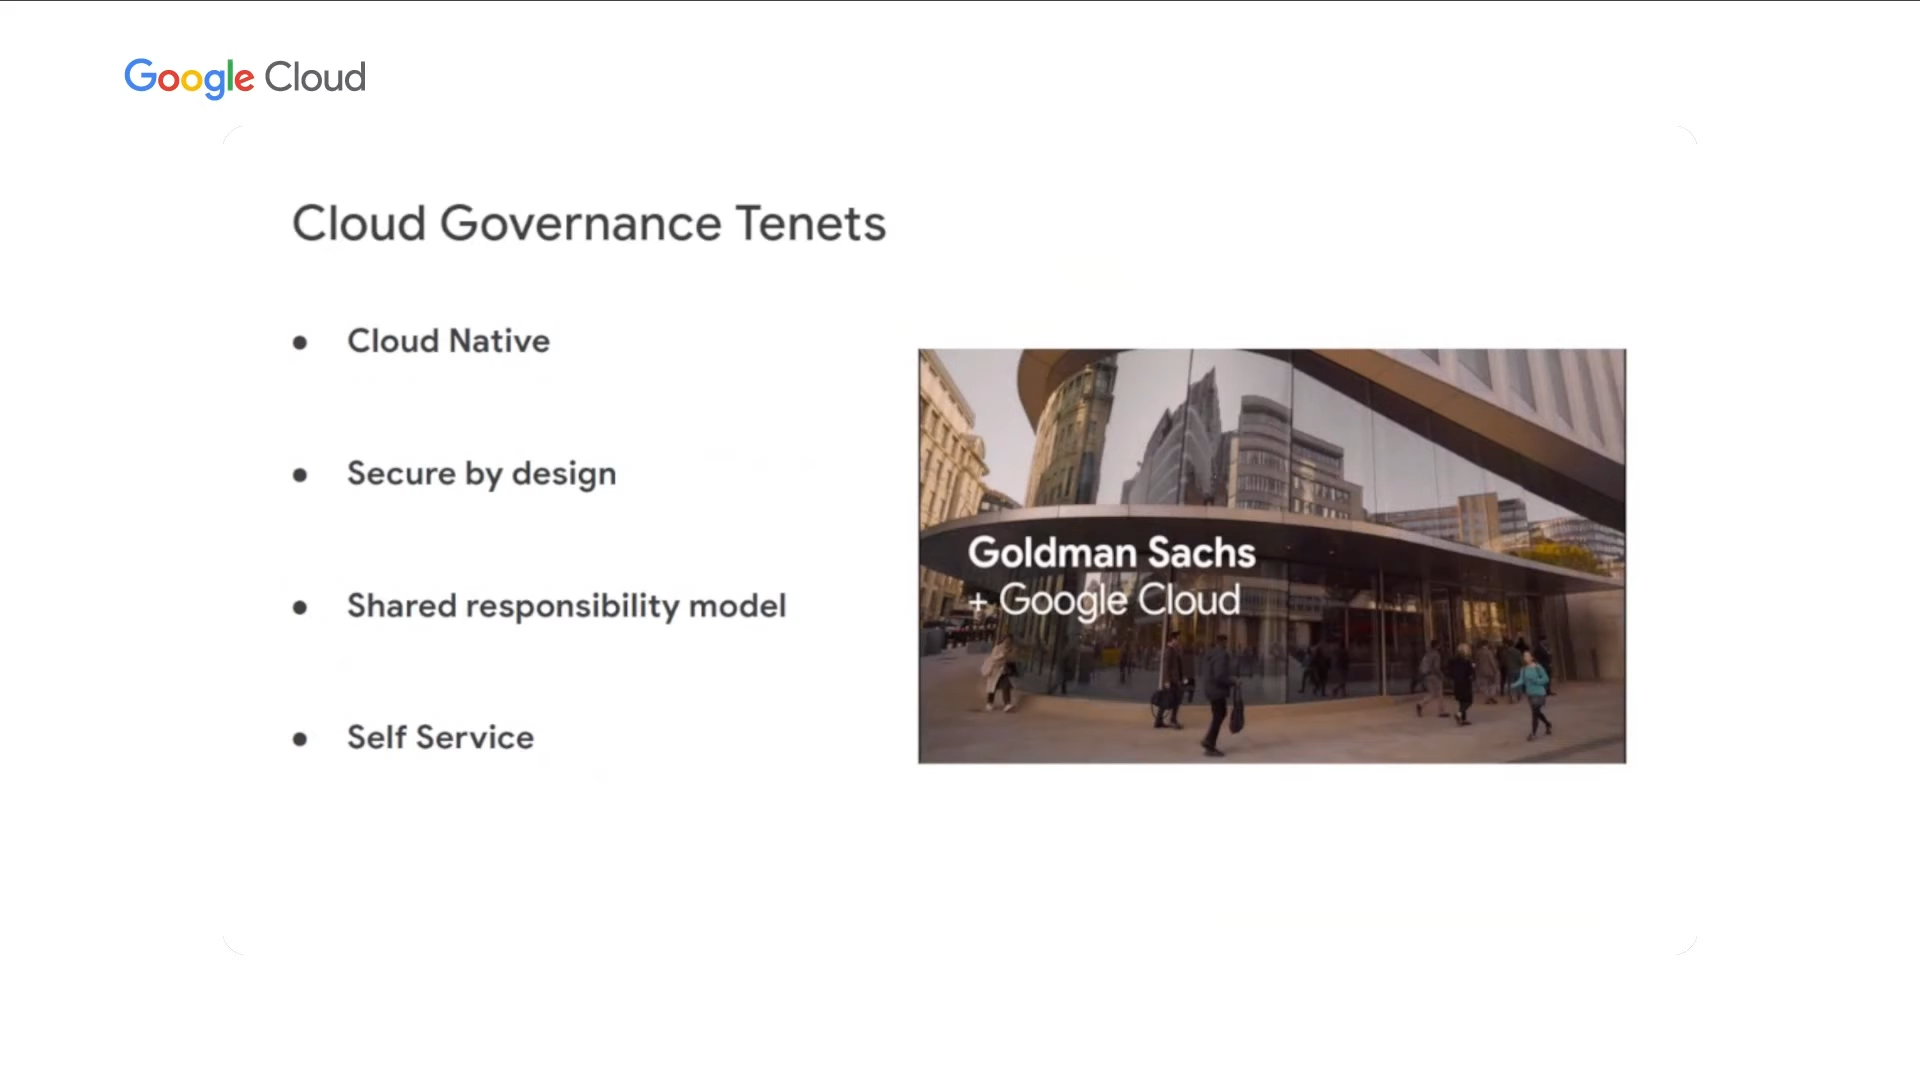 Google Cloud
Cloud Governance Tenets
• Cloud Native
• Secure by design
• Shared responsibility model
• Self Service
Goldman Sachs
+ Google Cloud